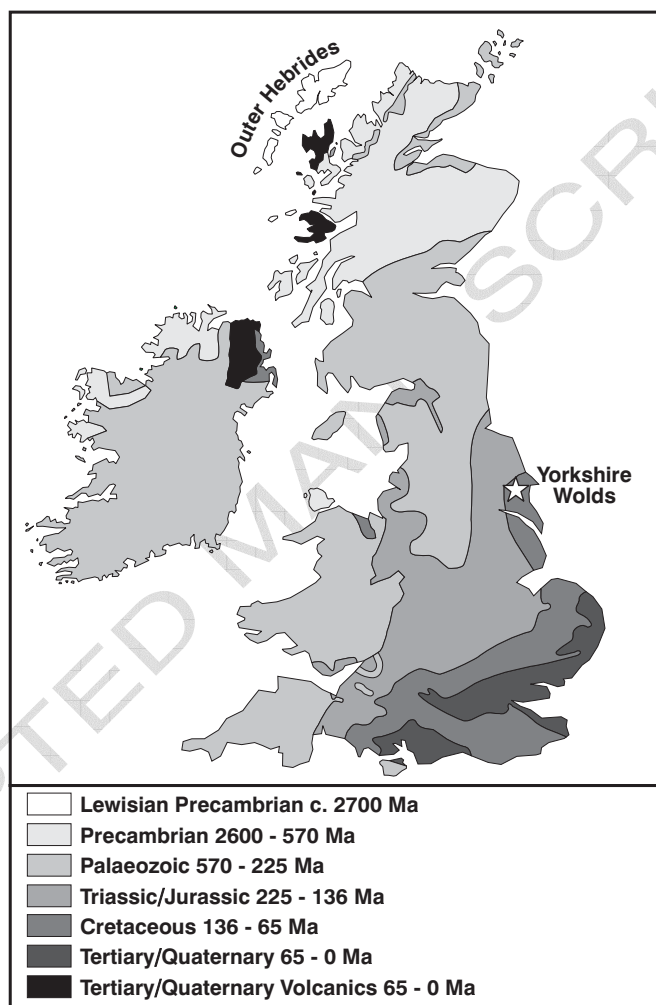 Outer Hebrides
Yorkshire
Wolds
Lewisian Precambrian c. 2700 Ma
Precambrian 2600 - 570 Ma
Palaeozoic 570 - 225 Ma
Triassic/Jurassic 225 - 136 Ma
Cretaceous 136 - 65 Ma
Tertiary/Quaternary 65 - 0 Ma
Tertiary/Quaternary Volcanics 65 - 0 Ma